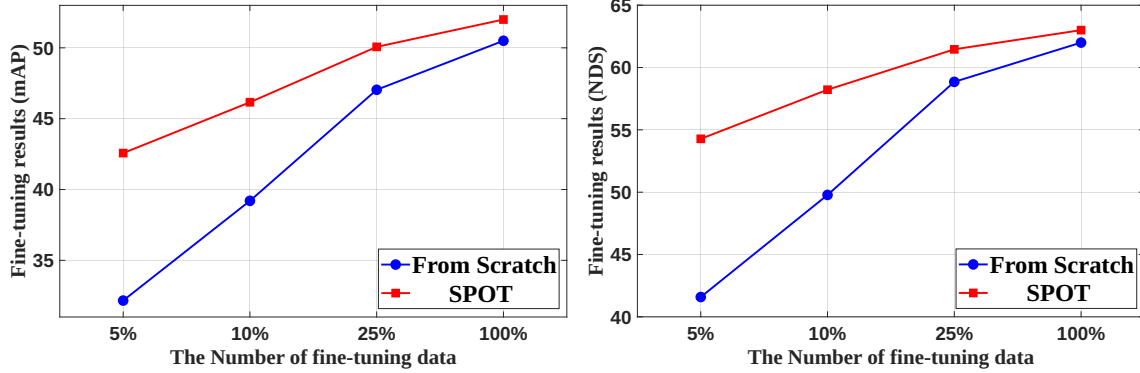 Fine-tuning results (mAP)
50
45
40
35
5% 10% 25% 100%
The Number of fine-tuning data
From Scratch
SPOT
Fine-tuning results (NDS)
65
60
55
50
45
40
5% 10% 25% 100%
The Number of fine-tuning data
From Scratch
SPOT